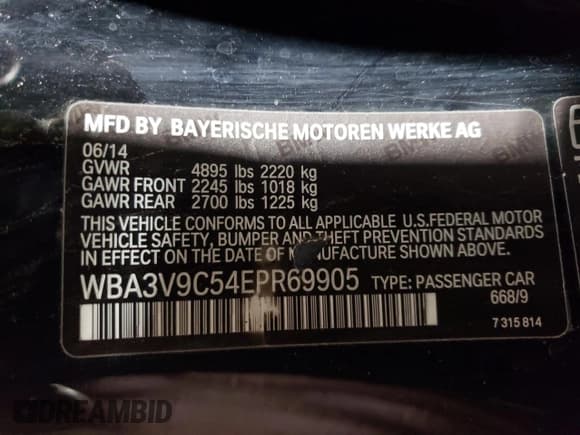 MFD BY BAYERISCHE MOTOREN WERKE AG
06/14
GVWR 4895 lbs 2220 kg
GAWR FRONT 2245 lbs 1018 kg
GAWR REAR 2700 lbs 1225 kg
THIS VEHICLE CONFORMS TO ALL APPLICABLE U.S.FEDERAL MOTOR
VEHICLE SAFETY, BUMPER AND THEFT PREVENTION STANDARDS
IN EFFECT ON THE DATE OF MANUFACTURE SHOWN ABOVE.
WBA3V9C54EPR69905 TYPE: PASSENGER CAR
668/9
7 315 814
DREAMBID